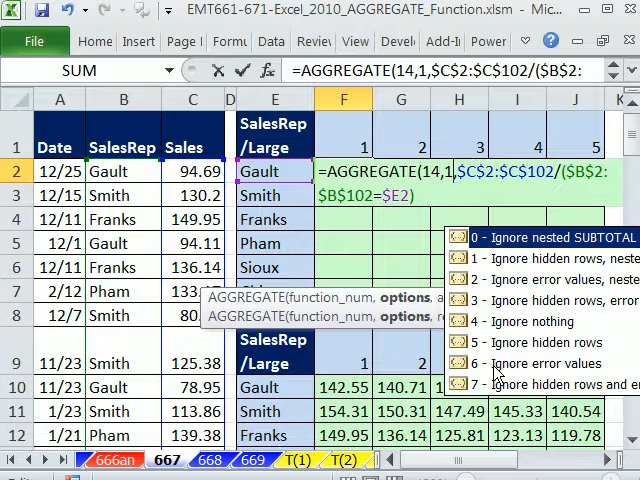 EMT661-671-Excel_2010_AGGREGATE_Function.xlsm - Mic...
File Home Insert Page Form Data Revie View Deve Add-I Power
SUM =AGGREGATE(14,1,$C$2:$C$102/($B$2:
A B C D E F G H I J K
SalesRep
1 Date SalesRep Sales /Large 1 2 3 4 5
2 12/25 Gault 94.69 Gault =AGGREGATE(14,1,$C$2:$C$102/($B$2:
3 12/15 Smith 130.2 Smith $B$102=$E2)
4 12/11 Franks 149.95 Franks
0 - Ignore nested SUBTOTAL
5 12/1 Gault 94.11 Pham
1 - Ignore hidden rows, neste
6 12/11 Franks 136.14 Sioux
2 - Ignore error values, neste
7 2/12 Pham
AGGREGATE(function_num, options, a
3 - Ignore hidden rows, error
8 12/7 Smith 80.
AGGREGATE(function_num, options, r
4 - Ignore nothing
SalesRep
5 - Ignore hidden rows
9 11/23 Smith 125.38 /Large 1 2
6 - Ignore error values
10 11/23 Gault 78.95 Gault 142.55 140.71
7 - Ignore hidden rows and er
11 11/1 Smith 113.86 Smith 154.31 150.31 147.49 145.33 140.54
12 1/21 Pham 139.38 Franks 149.95 136.14 125.81 123.13 119.78
666an 667 668 669 T(1) T(2)